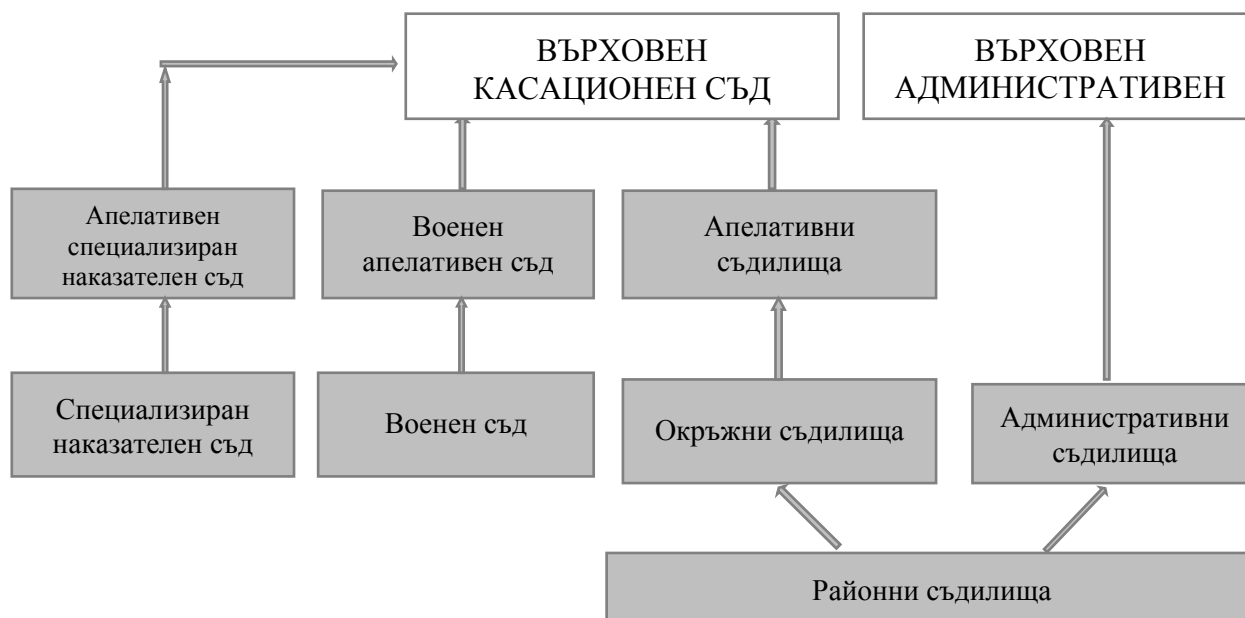 ВЪРХОВЕН
КАСАЦИОНЕН СЪД
ВЪРХОВЕН
АДМИНИСТРАТИВЕН
Апелативен
специализиран
наказателен съд
Военен
апелативен съд
Апелативни
съдилища
Специализиран
наказателен съд
Военен съд
Окръжни съдилища
Административни
съдилища
Районни съдилища